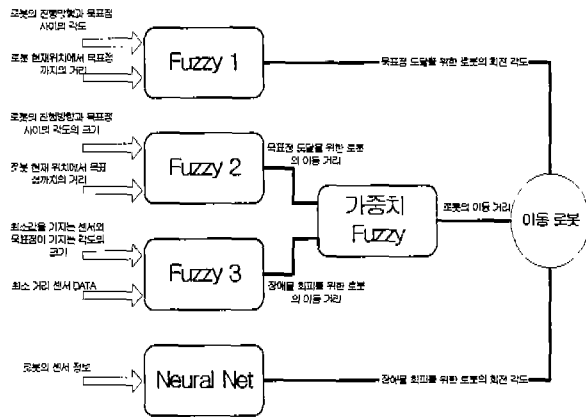 로봇의 진행방향과 목표점
사이의 각도
로봇 현재위치에서 목표점
까지의 거리
Fuzzy 1
목표점 도달을 위한 로봇의 회전 각도
로봇의 진행방향과 목표점
사이의 각도의 크기
로봇 현재 위치에서 목표
점까지의 거리
Fuzzy 2
목표점 도달을 위한 로봇
의 이동 거리
가중치
Fuzzy
로봇의 이동 거리
이동 로봇
최소값을 가지는 센서와
목표점이 가지는 각도의
크기
최소 거리 센서 DATA
Fuzzy 3
장애물 회피를 위한 로봇
의 이동 거리
로봇의 센서 정보
Neural Net
장애물 회피를 위한 로봇의 회전 각도